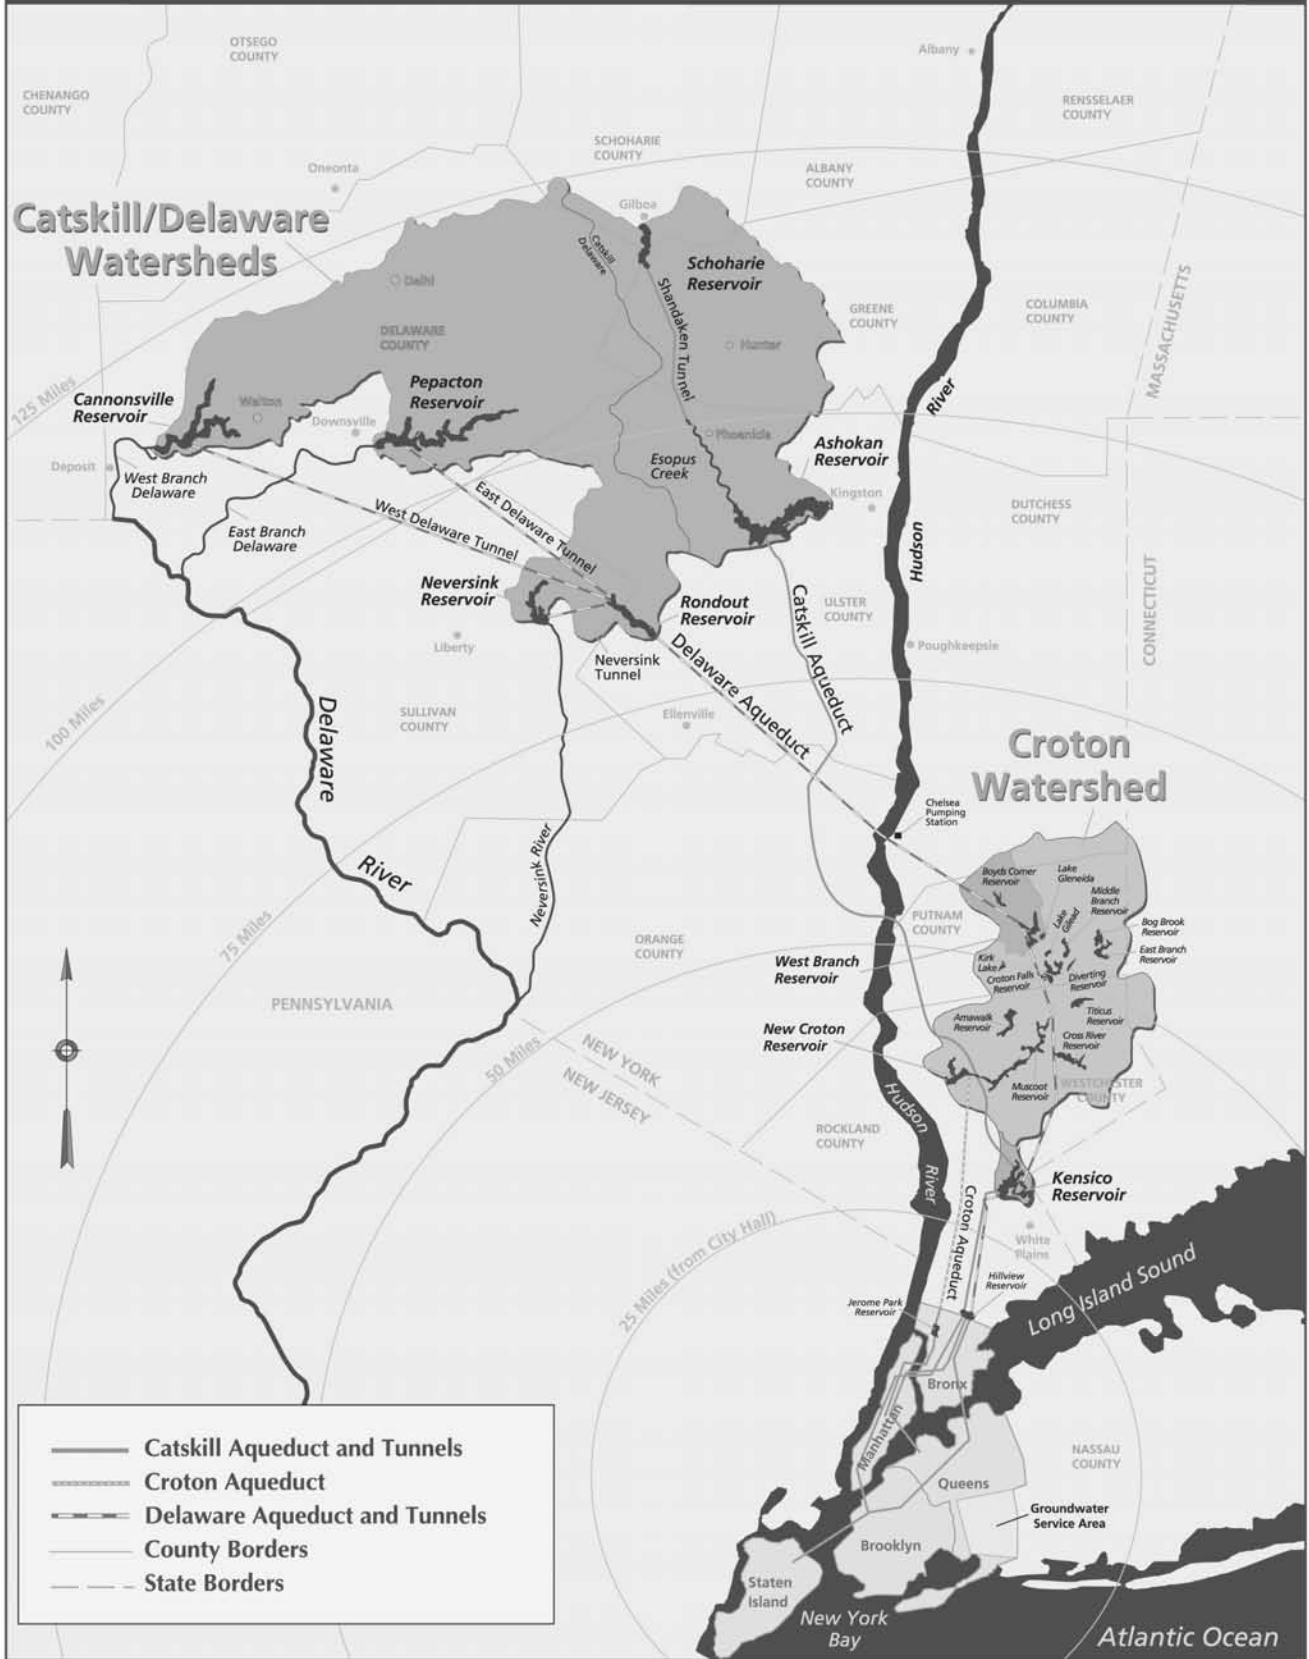 OTSEGO
COUNTY
Albany
CHENANGO
COUNTY
RENSSELAER
COUNTY
SCHOHARIE
COUNTY
Oneonta
ALBANY
COUNTY
Catskill/Delaware
Watersheds
Gilboa
Catskill
Delaware
Schoharie
Reservoir
Delhi
Shandaken Tunnel
GREENE
COUNTY
COLUMBIA
COUNTY
MASSACHUSETTS
DELAWARE
COUNTY
Hunter
125 Miles
Cannonsville
Reservoir
Pepacton
Reservoir
River
Walton
Downsville
Phoenicia
Ashokan
Reservoir
Deposit
West Branch
Delaware
Esopus
Creek
Kingston
DUTCHESS
COUNTY
East Delaware Tunnel
West Delaware Tunnel
East Branch
Delaware
Hudson
Neversink
Reservoir
Rondout
Reservoir
Catskill Aqueduct
ULSTER
COUNTY
CONNECTICUT
Liberty
Neversink
Tunnel
Delaware Aqueduct
Poughkeepsie
100 Miles
SULLIVAN
COUNTY
Ellenville
Delaware
Croton
Watershed
Chelsea
Pumping
Station
River
Neversink River
Boyds Corner
Reservoir
Lake
Gleneida
Middle
Branch
Reservoir
Lake
Gilead
Bog Brook
Reservoir
East Branch
Reservoir
75 Miles
ORANGE
COUNTY
PUTNAM
COUNTY
West Branch
Reservoir
Kirk
Lake
Croton Falls
Reservoir
Diverting
Reservoir
PENNSYLVANIA
Amawalk
Reservoir
Titicus
Reservoir
New Croton
Reservoir
Cross River
Reservoir
50 Miles
NEW YORK
NEW JERSEY
Muscoot
Reservoir
WESTCHESTER
COUNTY
Hudson
River
ROCKLAND
COUNTY
Kensico
Reservoir
Croton Aqueduct
White
Plains
25 Miles (from City Hall)
Hillview
Reservoir
Jerome Park
Reservoir
Long Island Sound
Bronx
Manhattan
NASSAU
COUNTY
Queens
Groundwater
Service Area
Brooklyn
Staten
Island
New York
Bay
Atlantic Ocean
Catskill Aqueduct and Tunnels
Croton Aqueduct
Delaware Aqueduct and Tunnels
County Borders
State Borders